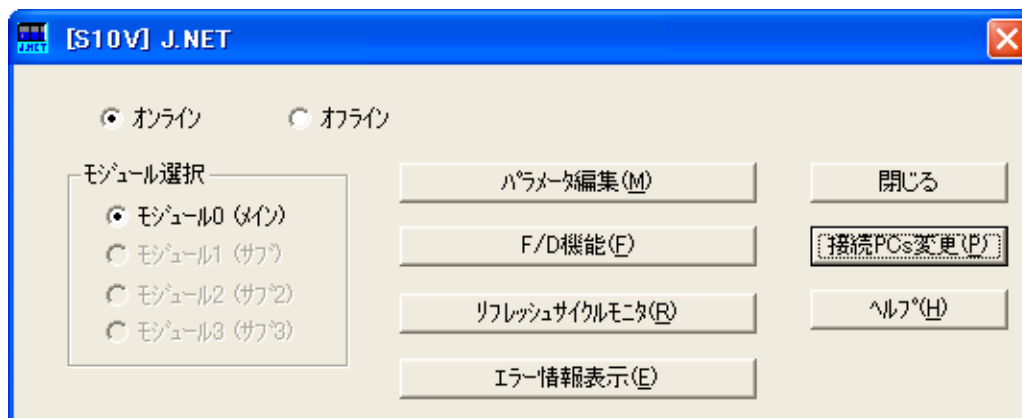 J.NET
[S10V] J.NET
オンライン
オフライン
モジュール選択
モジュール0 (メイン)
モジュール1 (サブ)
モジュール2 (サブ2)
モジュール3 (サブ3)
パラメータ編集(M)
F/D機能(F)
リフレッシュサイクルモニタ(R)
エラー情報表示(E)
閉じる
接続PCs変更(P)
ヘルプ(H)